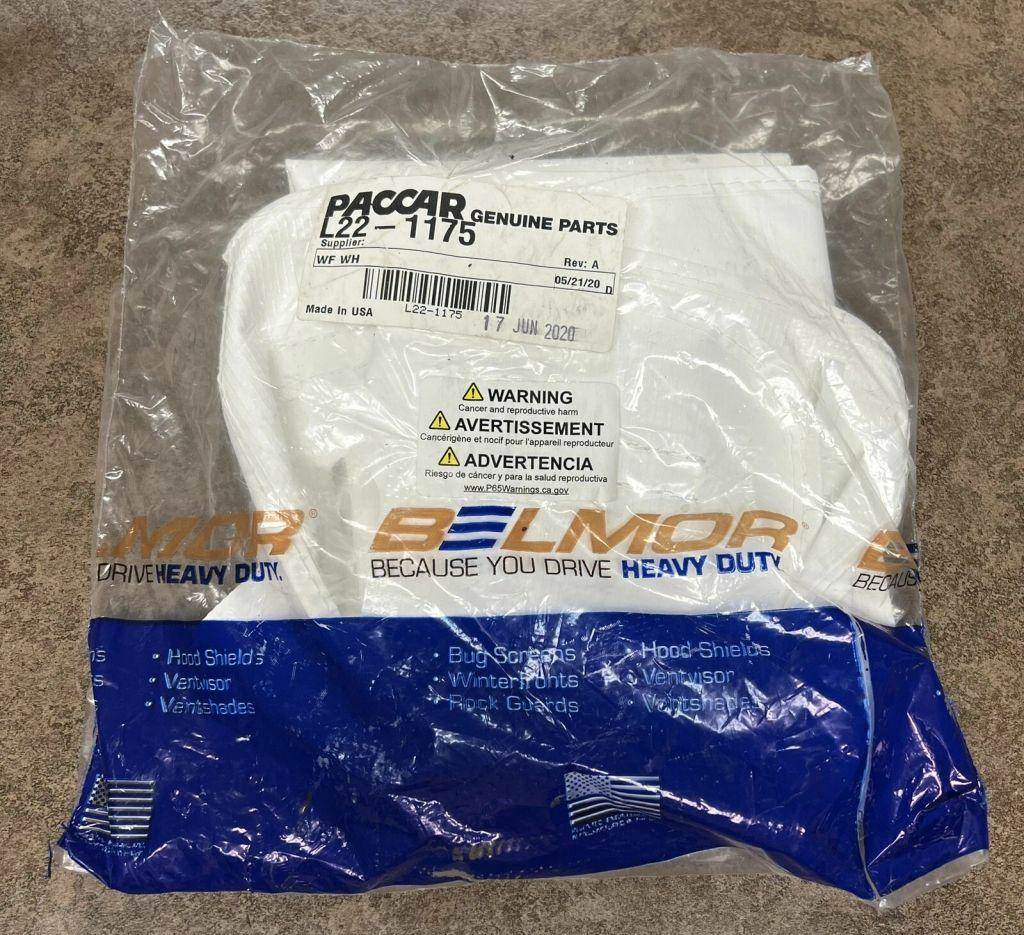 PACCAR GENUINE PARTS
L22-1175
Supplier:
WF WH
Rev: A
05/21/20 D
Made In USA
L22-1175
17 JUN 2020
WARNING
Cancer and reproductive harm
AVERTISSEMENT
Cancérigène et nocif pour l'appareil reproducteur
ADVERTENCIA
Riesgo de cáncer y para la salud reproductiva
www.P65Warnings.ca.gov
LMOR®
DRIVE HEAVY DUTY.
BELMOR®
BECAUSE YOU DRIVE HEAVY DUTY.
BE
BECAUS
• Hood Shields
• Ventvisor
• Ventshades
• Bug Screens
• Winterfronts
• Rock Guards
• Hood Shields
• Ventvisor
• Ventshades